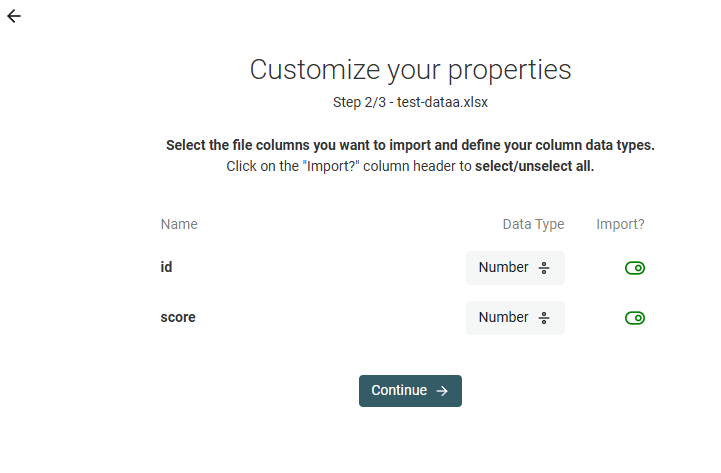 Customize your properties
Step 2/3 - test-dataa.xlsx
Select the file columns you want to import and define your column data types.
Click on the "Import?" column header to select/unselect all.
Name Data Type Import?
id Number
score Number
Continue